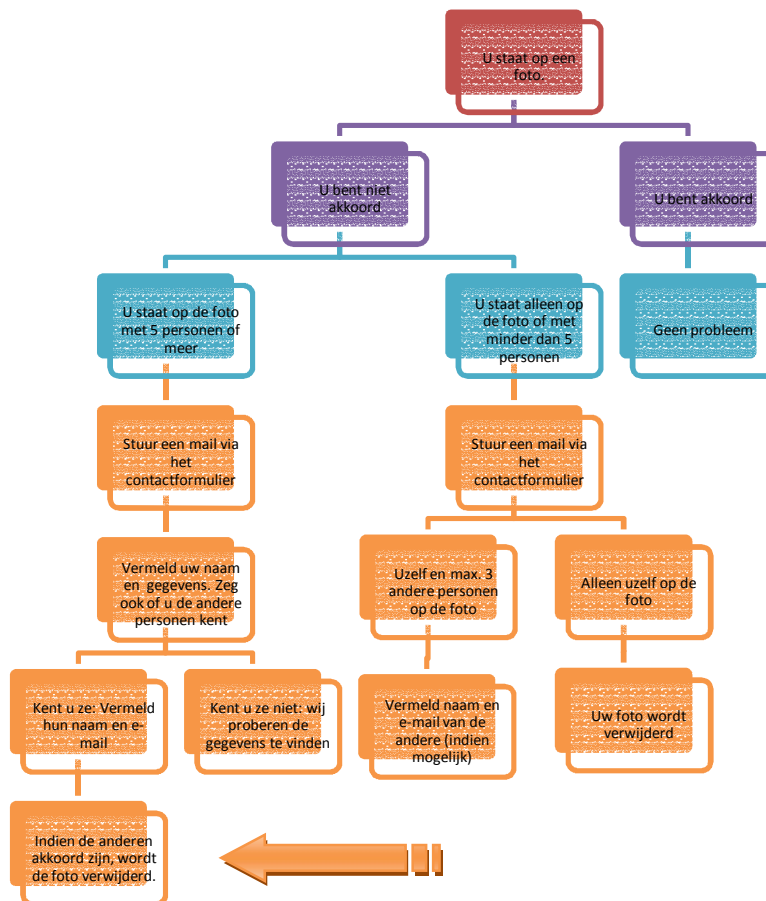 U staat op een
foto.
U bent niet
akkoord
U bent akkoord
U staat op de foto
met 5 personen of
meer
U staat alleen op
de foto of met
minder dan 5
personen
Geen probleem
Stuur een mail via
het
contactformulier
Stuur een mail via
het
contactformulier
Vermeld uw naam
en gegevens. Zeg
ook of u de andere
personen kent
Uzelf en max. 3
andere personen
op de foto
Alleen uzelf op de
foto
Kent u ze: Vermeld
hun naam en e-
mail
Kent u ze niet: wij
proberen de
gegevens te vinden
Vermeld naam en
e-mail van de
andere (indien
mogelijk)
Uw foto wordt
verwijderd
Indien de anderen
akkoord zijn, wordt
de foto verwijderd.